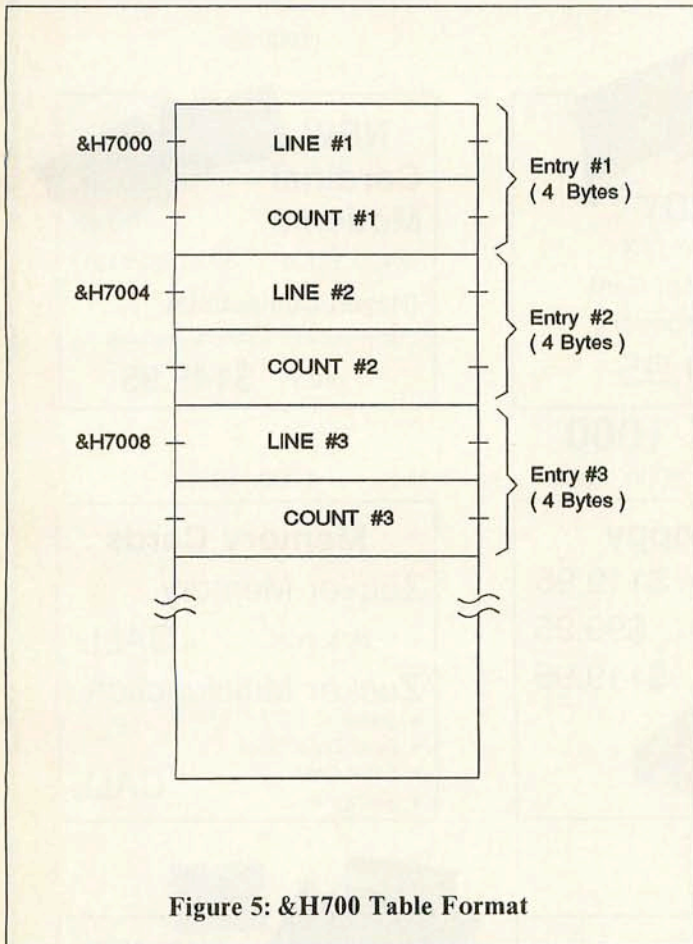 &H7000
LINE #1
Entry #1
( 4 Bytes )
COUNT #1
&H7004
LINE #2
Entry #2
( 4 Bytes )
COUNT #2
&H7008
LINE #3
Entry #3
( 4 Bytes )
COUNT #3
Figure 5: &H700 Table Format